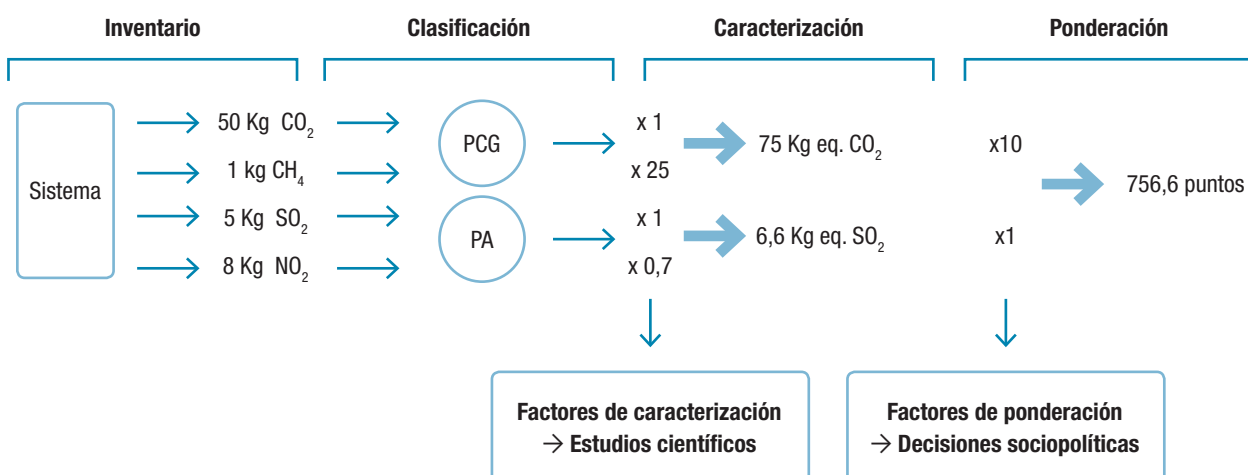 Inventario
Clasificación
Caracterización
Ponderación
Sistema
50 Kg CO₂
1 kg CH₄
5 Kg SO₂
8 Kg NO₂
PCG
PA
x 1
x 25
x 1
x 0,7
75 Kg eq. CO₂
6,6 Kg eq. SO₂
x10
x1
756,6 puntos
Factores de caracterización
→ Estudios científicos
Factores de ponderación
→ Decisiones sociopolíticas